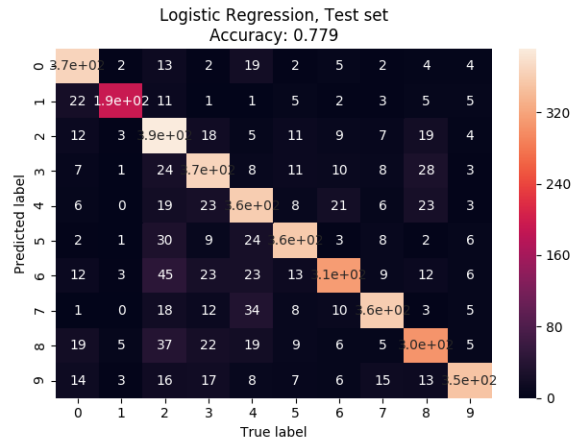 Logistic Regression, Test set
Accuracy: 0.779
0 3.7e+02 2 13 2 19 2 5 2 4 4
1 22 1.9e+02 11 1 1 5 2 3 5 5
2 12 3 3.9e+02 18 5 11 9 7 19 4
3 7 1 24 3.7e+02 8 11 10 8 28 3
4 6 0 19 23 3.6e+02 8 21 6 23 3
5 2 1 30 9 24 3.6e+02 3 8 2 6
6 12 3 45 23 23 13 3.1e+02 9 12 6
7 1 0 18 12 34 8 10 3.6e+02 3 5
8 19 5 37 22 19 9 6 5 3.0e+02 5
9 14 3 16 17 8 7 6 15 13 3.5e+02
0 1 2 3 4 5 6 7 8 9
True label
Predicted label
320
240
160
80
0